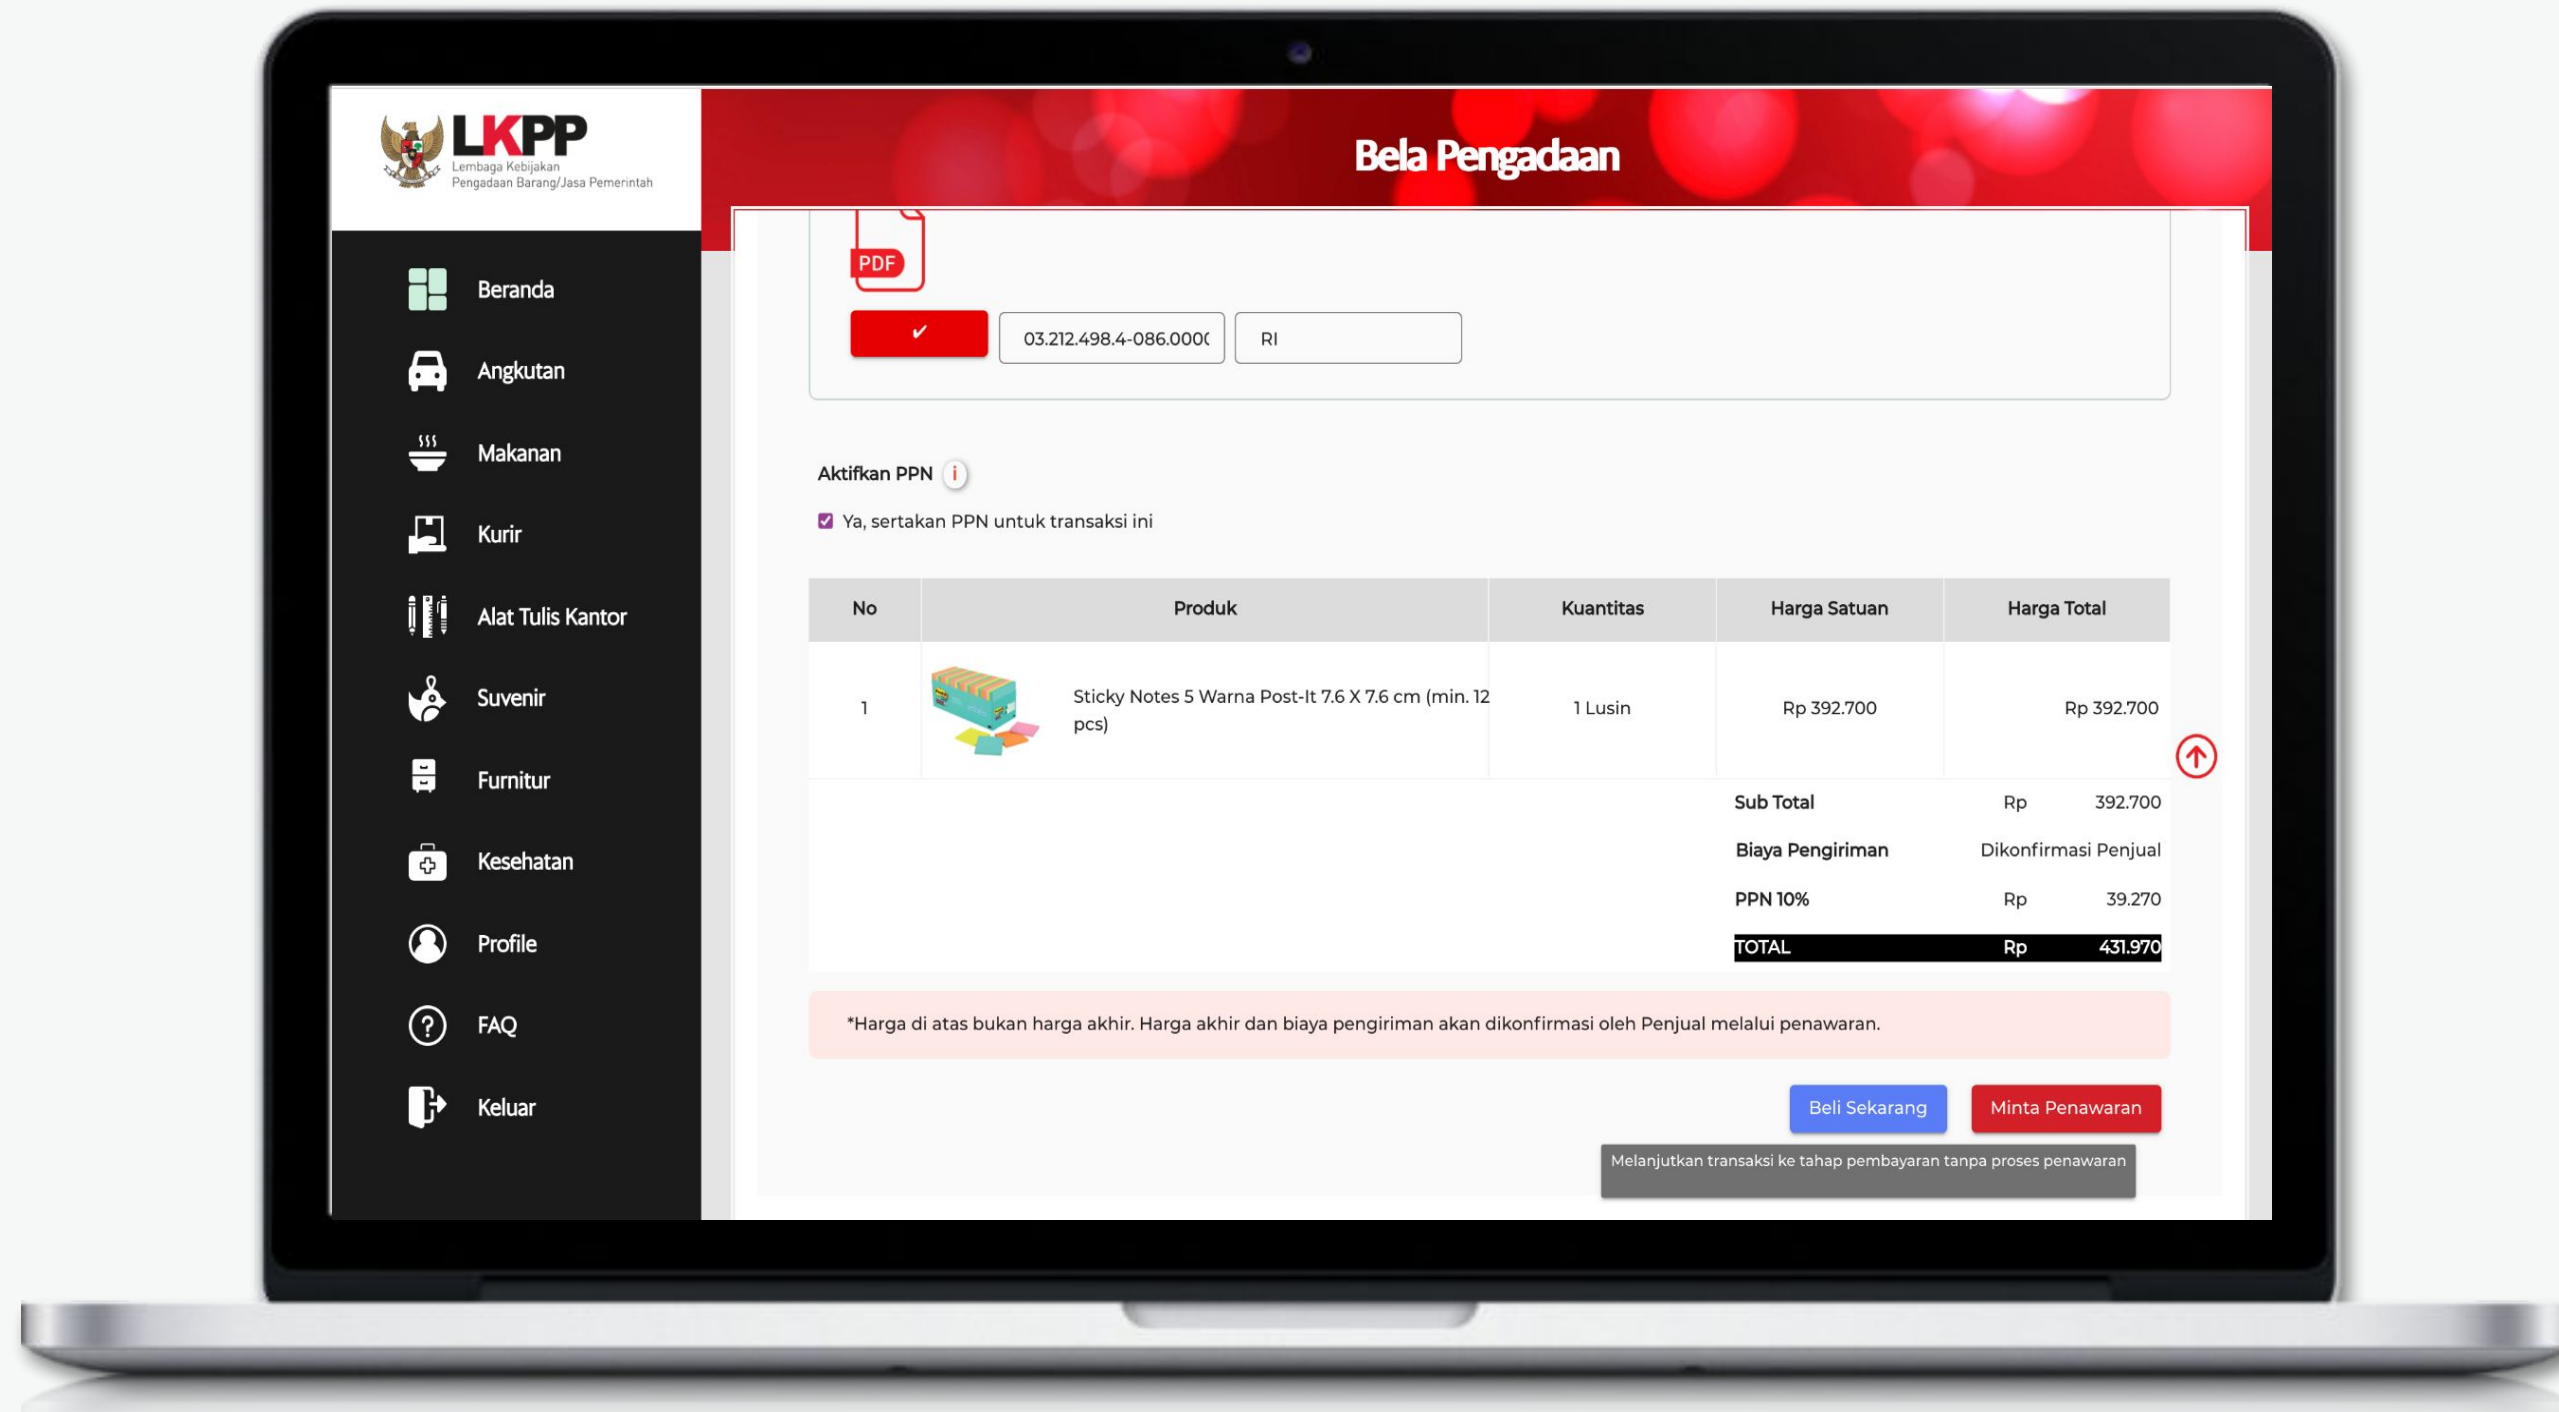 LKPP
Lembaga Kebijakan
Pengadaan Barang/Jasa Pemerintah
Bela Pengadaan
Beranda
Angkutan
Makanan
Kurir
Alat Tulis Kantor
Suvenir
Furnitur
Kesehatan
Profile
FAQ
Keluar
PDF
✔ 03.212.498.4-086.000 RI
Aktifkan PPN i
Ya, sertakan PPN untuk transaksi ini
No Produk Kuantitas Harga Satuan Harga Total
1 Sticky Notes 5 Warna Post-It 7.6 X 7.6 cm (min. 12 1 Lusin Rp 392.700 Rp 392.700
pcs)
Sub Total Rp 392.700
Biaya Pengiriman Dikonfirmasi Penjual
PPN 10% Rp 39.270
TOTAL Rp 431.970
*Harga di atas bukan harga akhir. Harga akhir dan biaya pengiriman akan dikonfirmasi oleh Penjual melalui penawaran.
Beli Sekarang Minta Penawaran
Melanjutkan transaksi ke tahap pembayaran tanpa proses penawaran